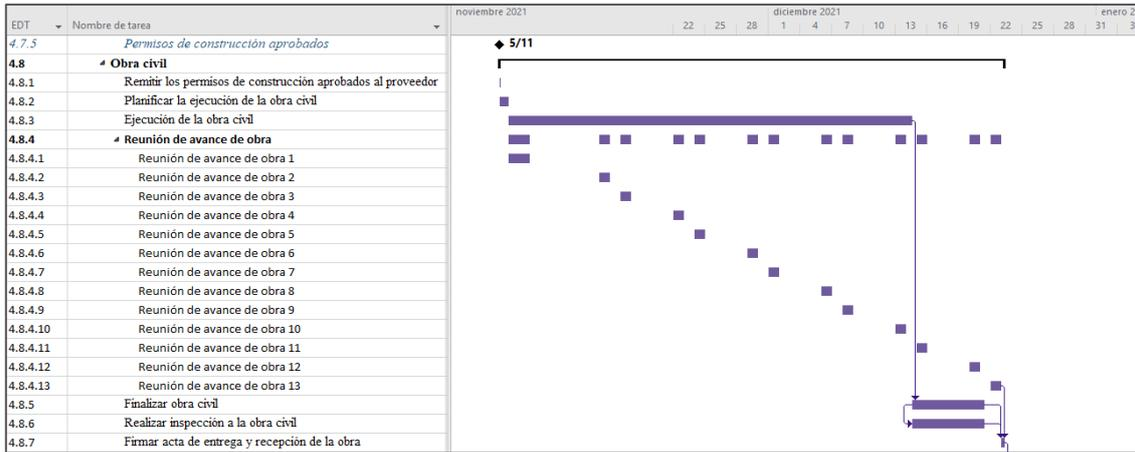 noviembre 2021 diciembre 2021 enero 2
EDT Nombre de tarea 22 25 28 1 4 7 10 13 16 19 22 25 28 31 3
4.7.5 Permisos de construcción aprobados 5/11
4.8 Obra civil
4.8.1 Remitir los permisos de construcción aprobados al proveedor
4.8.2 Planificar la ejecución de la obra civil
4.8.3 Ejecución de la obra civil
4.8.4 Reunión de avance de obra
4.8.4.1 Reunión de avance de obra 1
4.8.4.2 Reunión de avance de obra 2
4.8.4.3 Reunión de avance de obra 3
4.8.4.4 Reunión de avance de obra 4
4.8.4.5 Reunión de avance de obra 5
4.8.4.6 Reunión de avance de obra 6
4.8.4.7 Reunión de avance de obra 7
4.8.4.8 Reunión de avance de obra 8
4.8.4.9 Reunión de avance de obra 9
4.8.4.10 Reunión de avance de obra 10
4.8.4.11 Reunión de avance de obra 11
4.8.4.12 Reunión de avance de obra 12
4.8.4.13 Reunión de avance de obra 13
4.8.5 Finalizar obra civil
4.8.6 Realizar inspección a la obra civil
4.8.7 Firmar acta de entrega y recepción de la obra